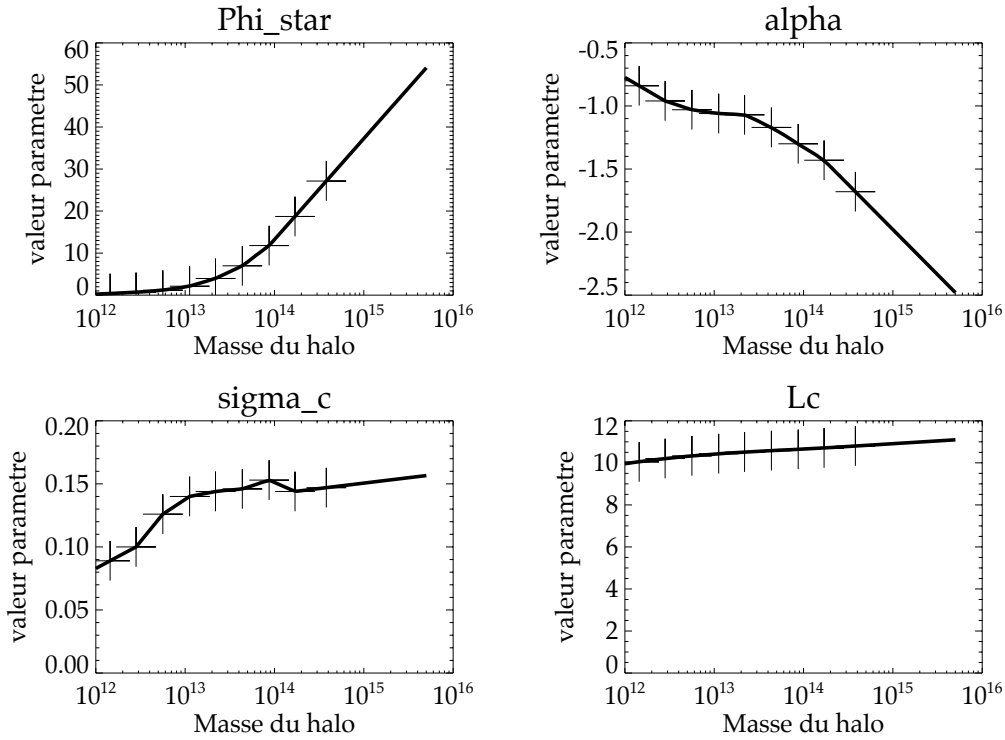 Phi_star
60
50
40
30
20
10
0
valeur parametre
10^12 10^13 10^14 10^15 10^16
Masse du halo
alpha
-0.5
-1.0
-1.5
-2.0
-2.5
valeur parametre
10^12 10^13 10^14 10^15 10^16
Masse du halo
sigma_c
0.20
0.15
0.10
0.05
0.00
valeur parametre
10^12 10^13 10^14 10^15 10^16
Masse du halo
Lc
12
10
8
6
4
2
0
valeur parametre
10^12 10^13 10^14 10^15 10^16
Masse du halo